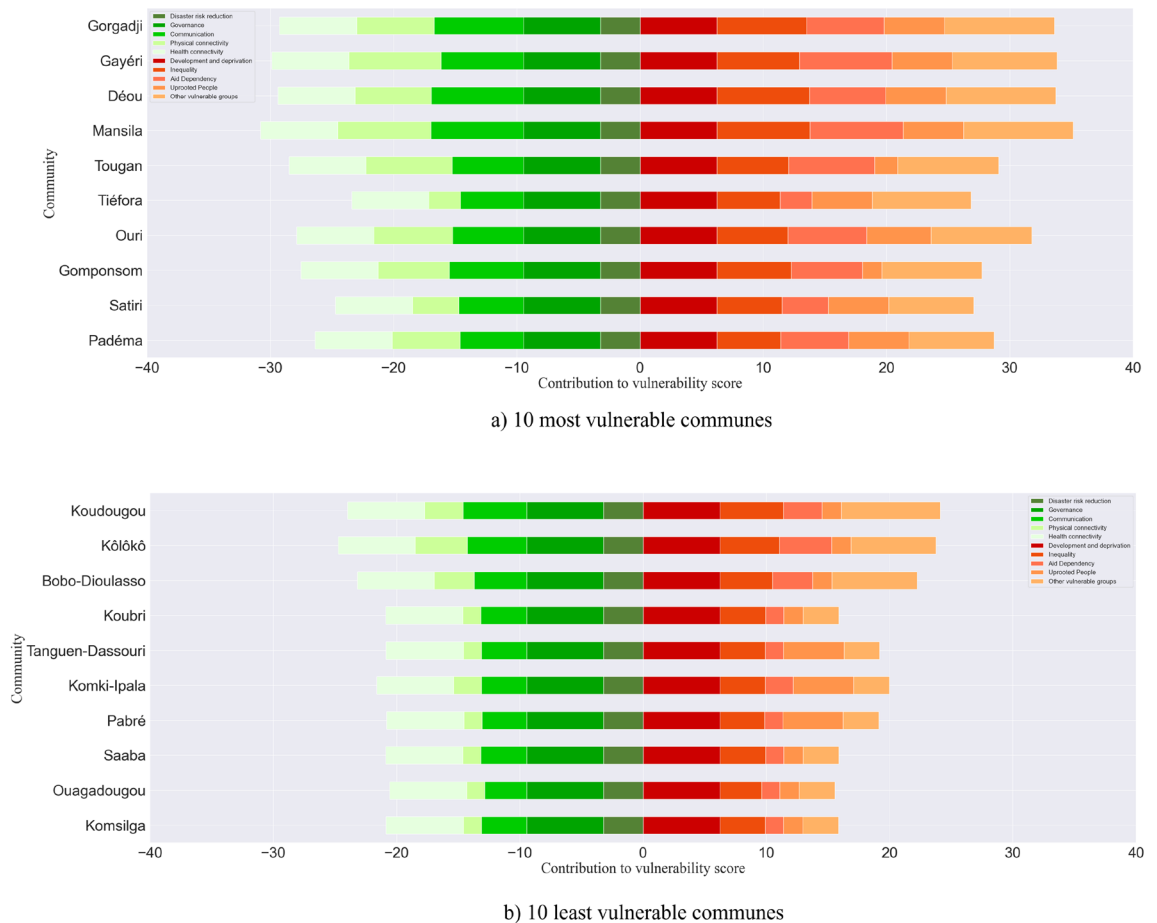 Disaster risk reduction
Governance
Communication
Physical connectivity
Health connectivity
Development and deprivation
Inequality
Aid Dependency
Uprooted People
Other vulnerable groups
Community
Gorgadji
Gayéri
Déou
Mansila
Tougan
Tiéfora
Ouri
Gomponsom
Satiri
Padéma
−40 −30 −20 −10 0 10 20 30 40
Contribution to vulnerability score
a) 10 most vulnerable communes
Disaster risk reduction
Governance
Communication
Physical connectivity
Health connectivity
Development and deprivation
Inequality
Aid Dependency
Uprooted People
Other vulnerable groups
Community
Koudougou
Kôlôkô
Bobo-Dioulasso
Koubri
Tanguen-Dassouri
Komki-Ipala
Pabré
Saaba
Ouagadougou
Komsilga
−40 −30 −20 −10 0 10 20 30 40
Contribution to vulnerability score
b) 10 least vulnerable communes